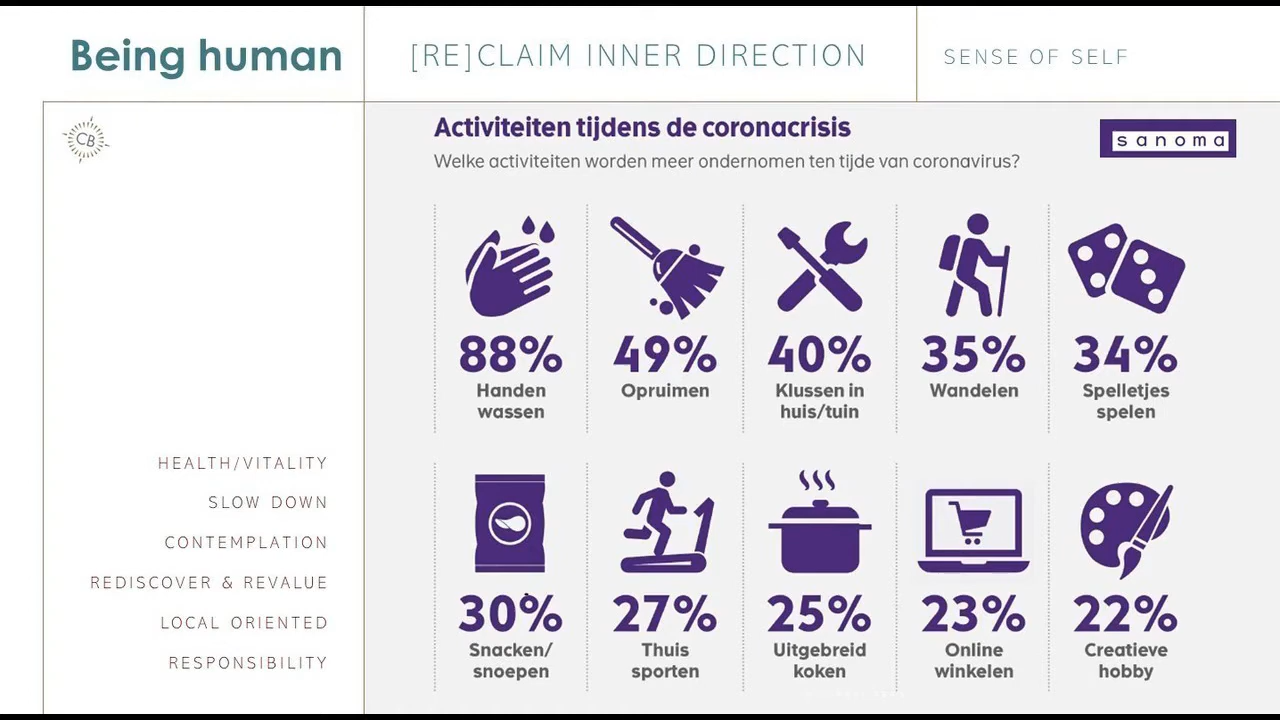 Being human
[RE]CLAIM INNER DIRECTION
SENSE OF SELF
CB
Activiteiten tijdens de coronacrisis
Welke activiteiten worden meer ondernomen ten tijde van coronavirus?
sanoma
88%
Handen
wassen
49%
Opruimen
40%
Klussen in
huis/tuin
35%
Wandelen
34%
Spelletjes
spelen
30%
Snacken/
snoepen
27%
Thuis
sporten
25%
Uitgebreid
koken
23%
Online
winkelen
22%
Creatieve
hobby
HEALTH/VITALITY
SLOW DOWN
CONTEMPLATION
REDISCOVER & REVALUE
LOCAL ORIENTED
RESPONSIBILITY